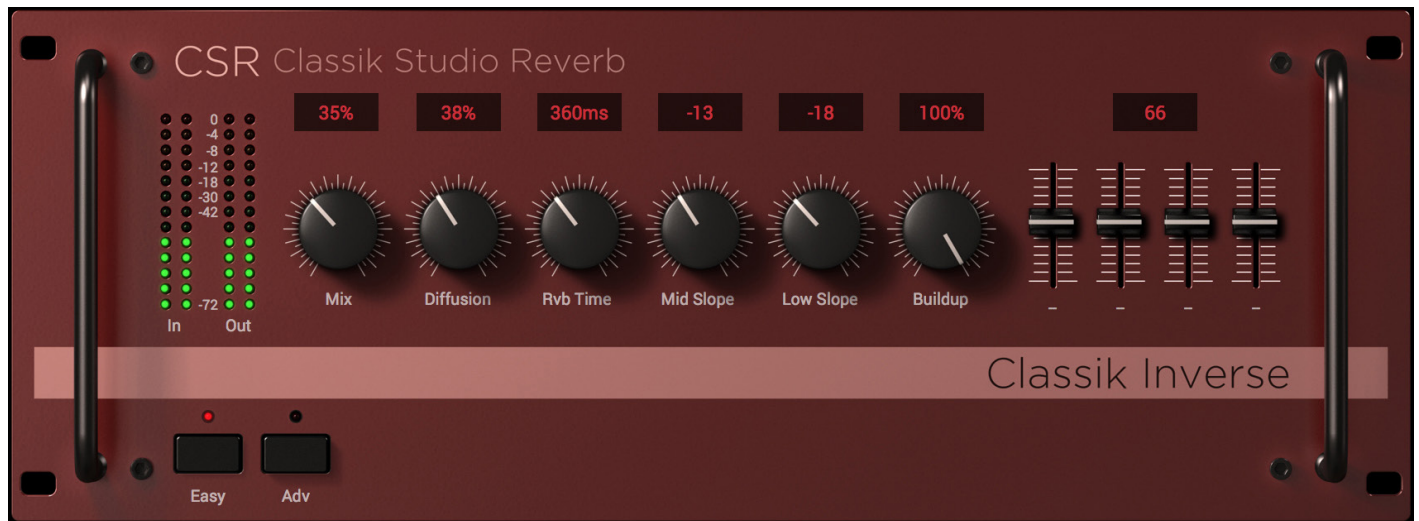 CSR Classik Studio Reverb
35% 38% 360ms -13 -18 100% 66
0
-4
-8
-12
-18
-30
-42
-72
In Out
Mix Diffusion Rvb Time Mid Slope Low Slope Buildup - - - -
Classik Inverse
Easy Adv